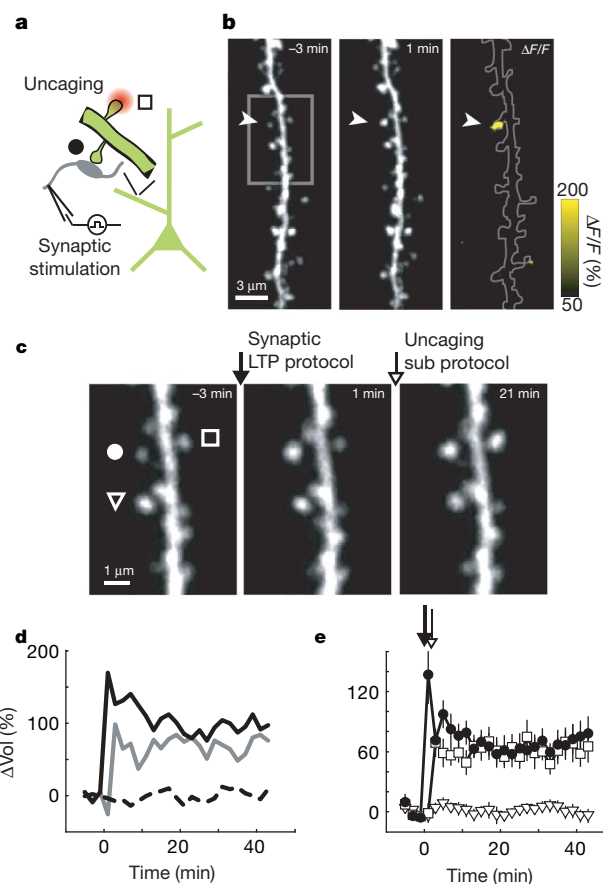 a
Uncaging
Synaptic
stimulation
b
–3 min
1 min
ΔF/F
3 μm
200
50
ΔF/F (%)
c
Synaptic
LTP protocol
Uncaging
sub protocol
–3 min
1 min
21 min
1 μm
d
200
100
0
ΔVol (%)
0
20
40
Time (min)
e
120
60
0
0
20
40
Time (min)